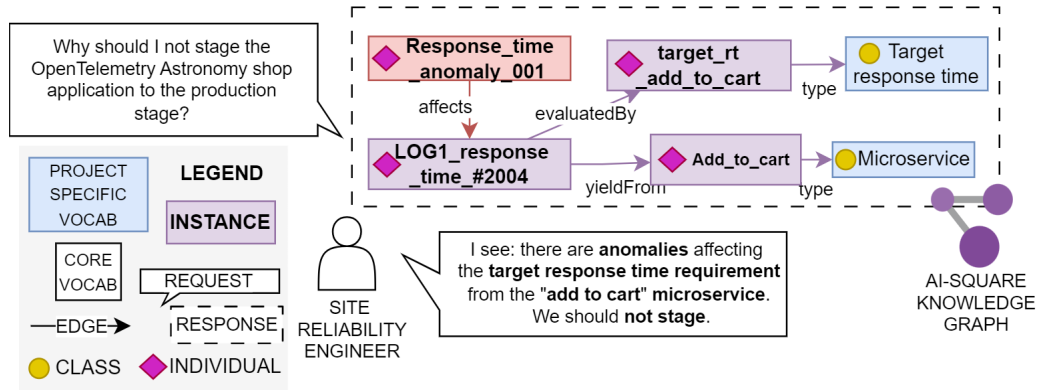 Why should I not stage the
OpenTelemetry Astronomy shop
application to the production
stage?
Response_time
_anomaly_001
target_rt
_add_to_cart
Target
response time
type
affects
evaluatedBy
LOG1_response
_time_#2004
yieldFrom
Add_to_cart
type
Microservice
PROJECT
SPECIFIC
VOCAB
LEGEND
INSTANCE
CORE
VOCAB
REQUEST
EDGE
RESPONSE
CLASS
INDIVIDUAL
SITE
RELIABILITY
ENGINEER
I see: there are anomalies affecting
the target response time requirement
from the "add to cart" microservice.
We should not stage.
AI-SQUARE
KNOWLEDGE
GRAPH